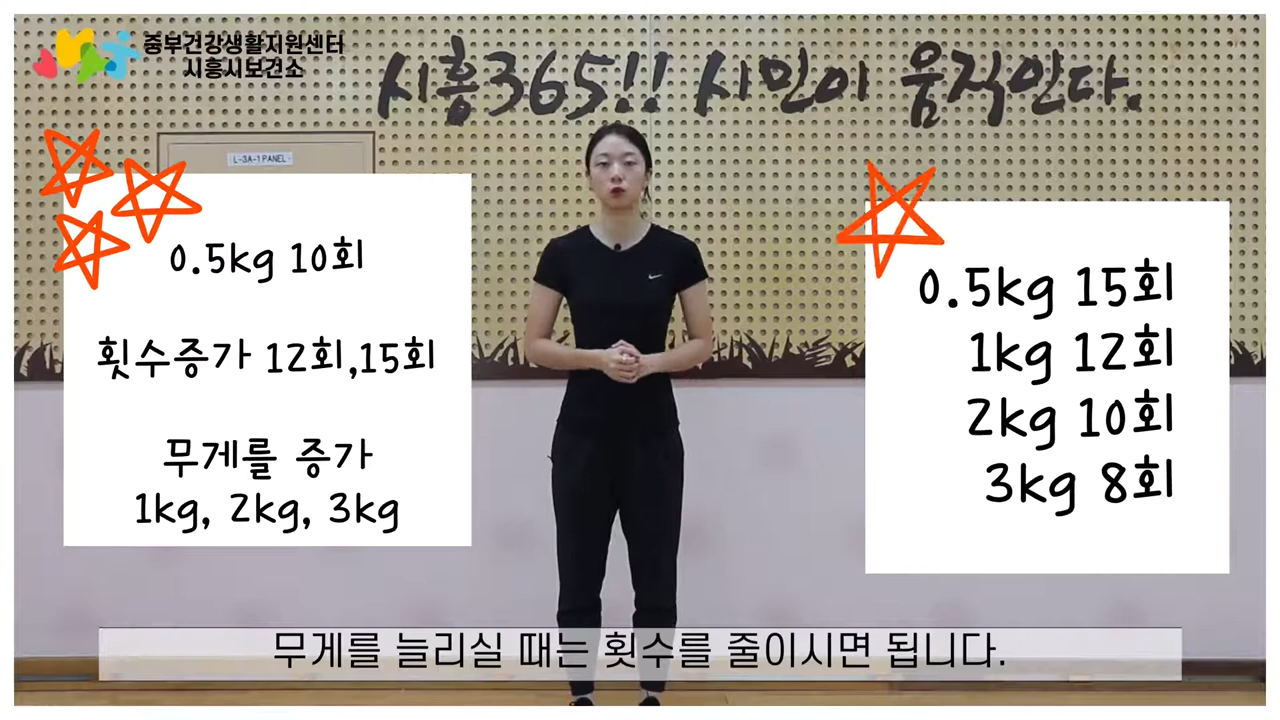 중부건강생활지원센터
시흥시보건소
시흥365!! 시민이 움직인다.
L-3A-1 PANEL
0.5kg 10회
횟수증가 12회,15회
무게를 증가
1kg, 2kg, 3kg
0.5kg 15회
1kg 12회
2kg 10회
3kg 8회
무게를 늘리실 때는 횟수를 줄이시면 됩니다.